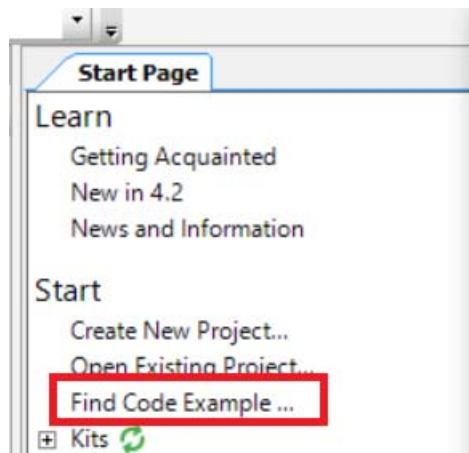 Start Page
Learn
Getting Acquainted
New in 4.2
News and Information
Start
Create New Project...
Open Existing Project...
Find Code Example ...
Kits